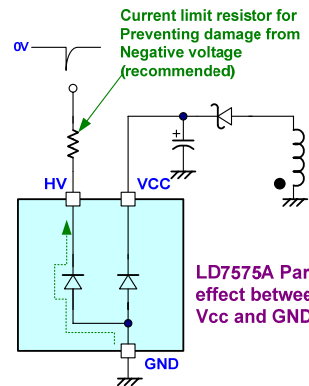 Current limit resistor for
Preventing damage from
Negative voltage
(recommended)
0V
+
HV
VCC
LD7575A Par
effect between
Vcc and GND
GND